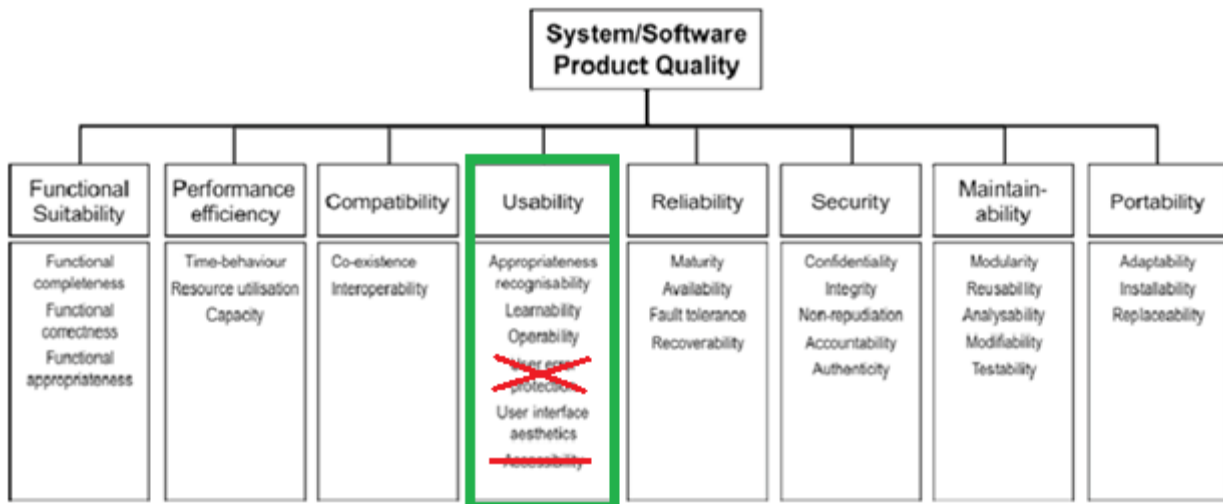 System/Software
Product Quality
Functional
Suitability
Performance
efficiency
Compatibility
Usability
Reliability
Security
Maintain-
ability
Portability
Functional
completeness
Functional
correctness
Functional
appropriateness
Time-behaviour
Resource utilisation
Capacity
Co-existence
Interoperability
Appropriateness
recognisability
Learnability
Operability
User error
protection
User interface
aesthetics
Accessibility
Maturity
Availability
Fault tolerance
Recoverability
Confidentiality
Integrity
Non-repudiation
Accountability
Authenticity
Modularity
Reusability
Analysability
Modifiability
Testability
Adaptability
Installability
Replaceability